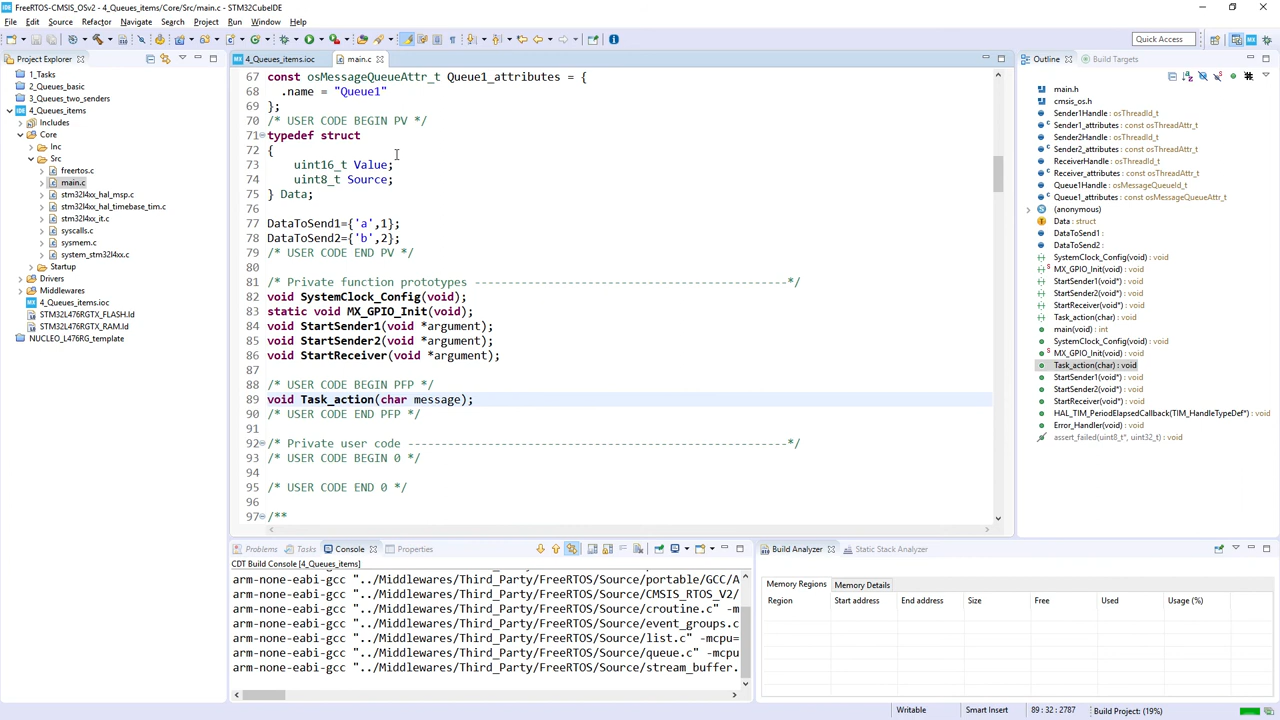 FreeRTOS-CMSIS_OSv2 - 4_Queues_items/Core/Src/main.c - STM32CubeIDE
File Edit Source Refactor Navigate Search Project Run Window Help
Quick Access
Project Explorer
1_Tasks
2_Queues_basic
3_Queues_two_senders
4_Queues_items
Includes
Core
Inc
Src
freertos.c
main.c
stm32l4xx_hal_msp.c
stm32l4xx_hal_timebase_tim.c
stm32l4xx_it.c
syscalls.c
sysmem.c
system_stm32l4xx.c
Startup
Drivers
Middlewares
4_Queues_items.ioc
STM32L476RGTX_FLASH.ld
STM32L476RGTX_RAM.ld
NUCLEO_L476RG_template
4_Queues_items.ioc main.c
67 const osMessageQueueAttr_t Queue1_attributes = {
68 .name = "Queue1"
69 };
70 /* USER CODE BEGIN PV */
71 typedef struct
72 {
73 uint16_t Value;
74 uint8_t Source;
75 } Data;
76
77 DataToSend1={'a',1};
78 DataToSend2={'b',2};
79 /* USER CODE END PV */
80
81 /* Private function prototypes -----------------------------------------------*/
82 void SystemClock_Config(void);
83 static void MX_GPIO_Init(void);
84 void StartSender1(void *argument);
85 void StartSender2(void *argument);
86 void StartReceiver(void *argument);
87
88 /* USER CODE BEGIN PFP */
89 void Task_action(char message);
90 /* USER CODE END PFP */
91
92 /* Private user code ---------------------------------------------------------*/
93 /* USER CODE BEGIN 0 */
94
95 /* USER CODE END 0 */
96
97 /**
Outline Build Targets
main.h
cmsis_os.h
Sender1Handle : osThreadId_t
Sender1_attributes : const osThreadAttr_t
Sender2Handle : osThreadId_t
Sender2_attributes : const osThreadAttr_t
ReceiverHandle : osThreadId_t
Receiver_attributes : const osThreadAttr_t
Queue1Handle : osMessageQueueId_t
Queue1_attributes : const osMessageQueueAttr_t
(anonymous)
Data : struct
DataToSend1 :
DataToSend2 :
SystemClock_Config(void) : void
MX_GPIO_Init(void) : void
StartSender1(void*) : void
StartSender2(void*) : void
StartReceiver(void*) : void
Task_action(char) : void
main(void) : int
SystemClock_Config(void) : void
MX_GPIO_Init(void) : void
Task_action(char) : void
StartSender1(void*) : void
StartSender2(void*) : void
StartReceiver(void*) : void
HAL_TIM_PeriodElapsedCallback(TIM_HandleTypeDef*) : void
Error_Handler(void) : void
assert_failed(uint8_t*, uint32_t) : void
Problems Tasks Console Properties
CDT Build Console [4_Queues_items]
arm-none-eabi-gcc "../Middlewares/Third_Party/FreeRTOS/Source/portable/GCC/A
arm-none-eabi-gcc "../Middlewares/Third_Party/FreeRTOS/Source/CMSIS_RTOS_V2/
arm-none-eabi-gcc "../Middlewares/Third_Party/FreeRTOS/Source/croutine.c" -m
arm-none-eabi-gcc "../Middlewares/Third_Party/FreeRTOS/Source/event_groups.c
arm-none-eabi-gcc "../Middlewares/Third_Party/FreeRTOS/Source/list.c" -mcpu=
arm-none-eabi-gcc "../Middlewares/Third_Party/FreeRTOS/Source/queue.c" -mcpu
arm-none-eabi-gcc "../Middlewares/Third_Party/FreeRTOS/Source/stream_buffer.
Build Analyzer Static Stack Analyzer
Memory Regions Memory Details
Region Start address End address Size Free Used Usage (%)
Writable Smart Insert 89 : 32 : 2787 Build Project: (19%)